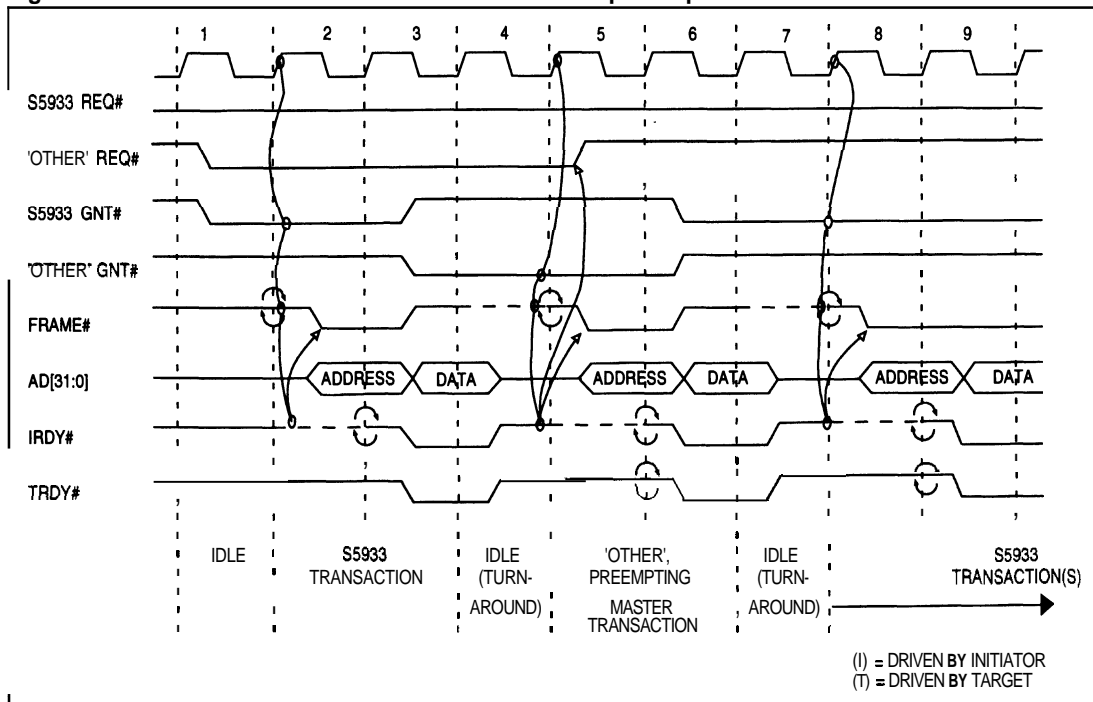 1 2 3 4 5 6 7 8 9
S5933 REQ#
'OTHER' REQ#
S5933 GNT#
"OTHER" GNT#
FRAME#
AD[31:0] ADDRESS DATA ADDRESS DATA ADDRESS DATA
IRDY#
TRDY#
IDLE S5933 IDLE 'OTHER', IDLE S5933
TRANSACTION (TURN- PREEMPTING (TURN- TRANSACTION(S)
AROUND) MASTER AROUND)
TRANSACTION
(I) = DRIVEN BY INITIATOR
(T) = DRIVEN BY TARGET